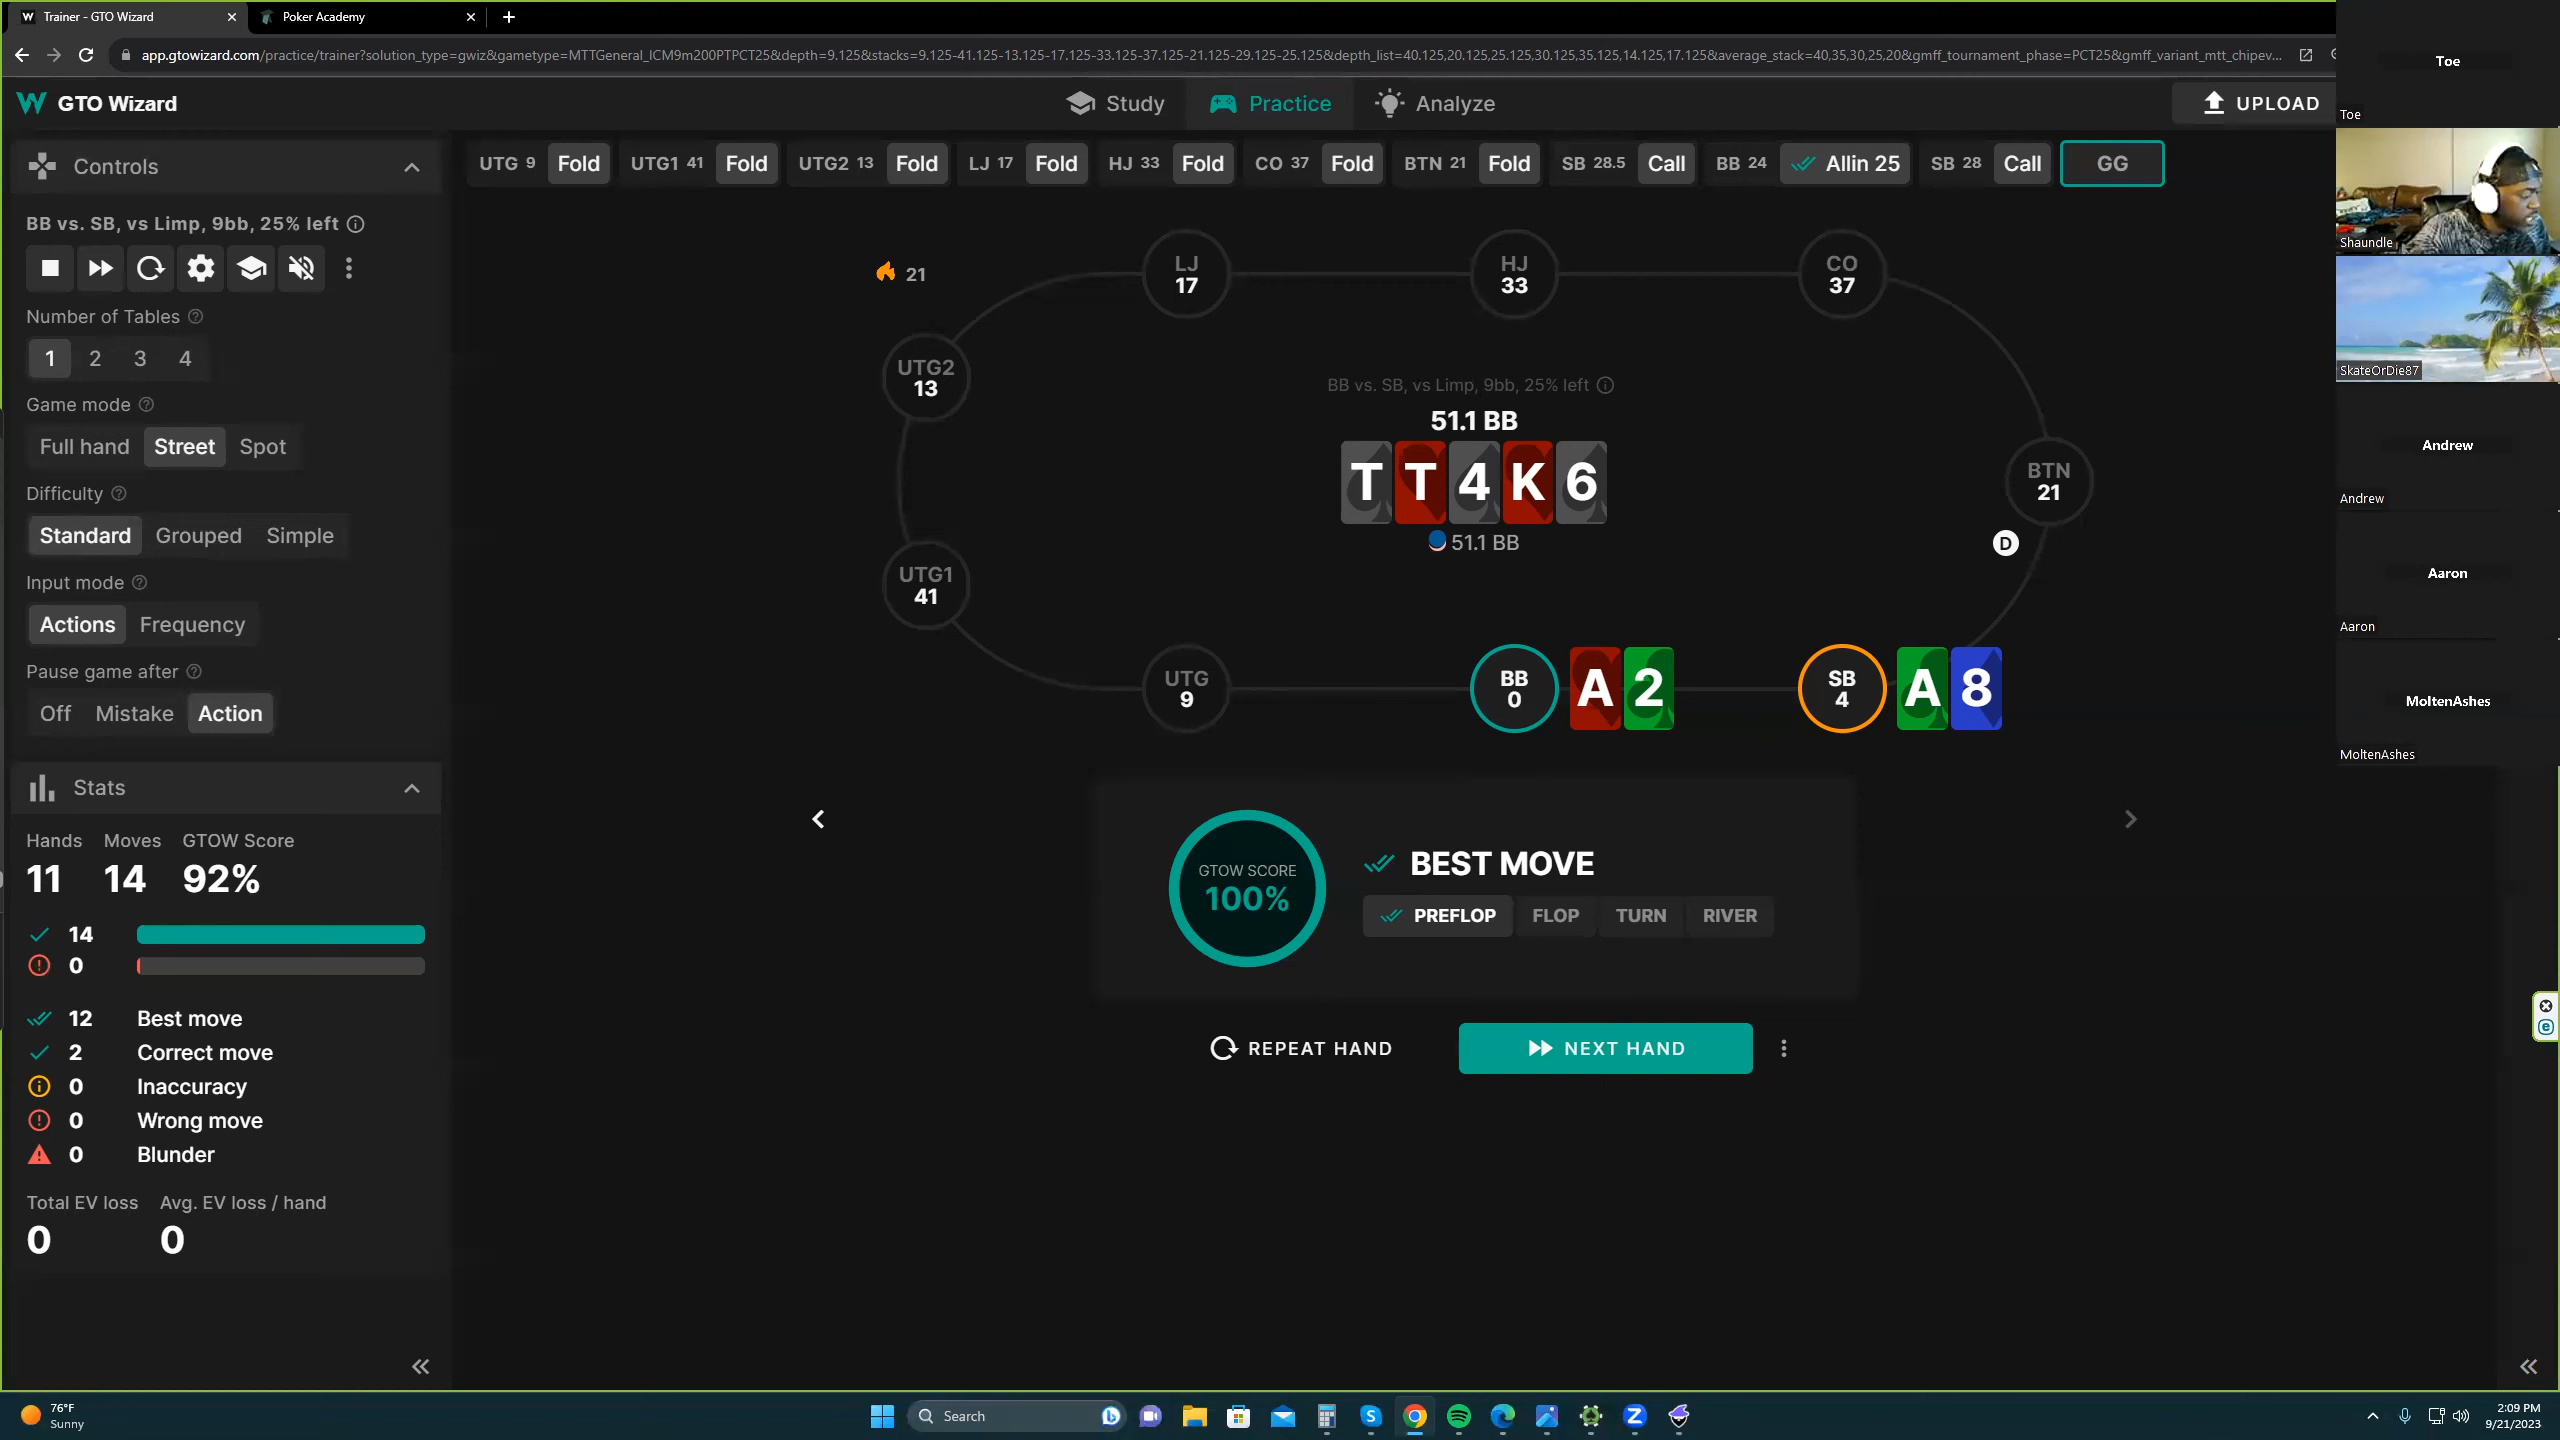 Trainer - GTO Wizard
Poker Academy
app.gtowizard.com/practice/trainer?solution_type=gwiz&gametype=MTTGeneral_ICM9m200PTPCT25&depth=9.125&stacks=9.125-41.125-13.125-17.125-33.125-37.125-21.125-29.125-25.125&depth_list=40.125,20.125,25.125,30.125,35.125,14.125,17.125&average_stack=40,35,30,25,20&gmff_tournament_phase=PCT25&gmff_variant_mtt_chipev...
GTO Wizard
Study
Practice
Analyze
UPLOAD
Controls
UTG 9 Fold
UTG1 41 Fold
UTG2 13 Fold
LJ 17 Fold
HJ 33 Fold
CO 37 Fold
BTN 21 Fold
SB 28.5 Call
BB 24 Allin 25
SB 28 Call
GG
BB vs. SB, vs Limp, 9bb, 25% left
Number of Tables
1 2 3 4
Game mode
Full hand Street Spot
Difficulty
Standard Grouped Simple
Input mode
Actions Frequency
Pause game after
Off Mistake Action
Stats
Hands Moves GTOW Score
11 14 92%
14
0
12 Best move
2 Correct move
0 Inaccuracy
0 Wrong move
0 Blunder
Total EV loss Avg. EV loss / hand
0 0
21
LJ
17
HJ
33
CO
37
UTG2
13
BTN
21
D
UTG1
41
BB vs. SB, vs Limp, 9bb, 25% left
51.1 BB
T T 4 K 6
51.1 BB
UTG
9
BB
0
A 2
SB
4
A 8
GTOW SCORE
100%
BEST MOVE
PREFLOP FLOP TURN RIVER
REPEAT HAND
NEXT HAND
Toe
Toe
Shaundle
SkateOrDie87
Andrew
Andrew
Aaron
Aaron
MoltenAshes
MoltenAshes
76°F
Sunny
Search
2:09 PM
9/21/2023